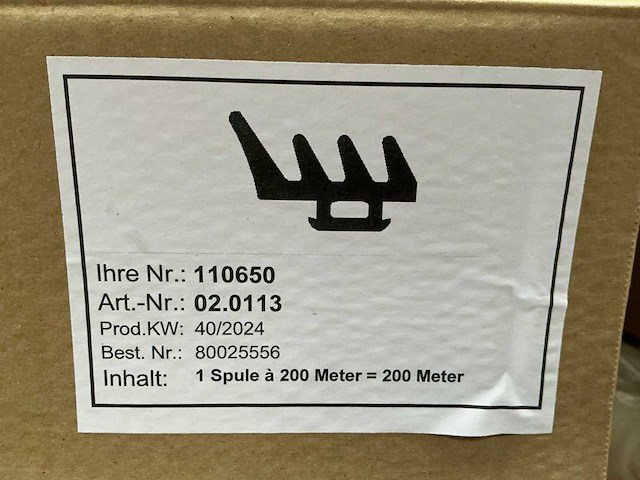 Ihre Nr.: 110650
Art.-Nr.: 02.0113
Prod.KW: 40/2024
Best. Nr.: 80025556
Inhalt: 1 Spule à 200 Meter = 200 Meter